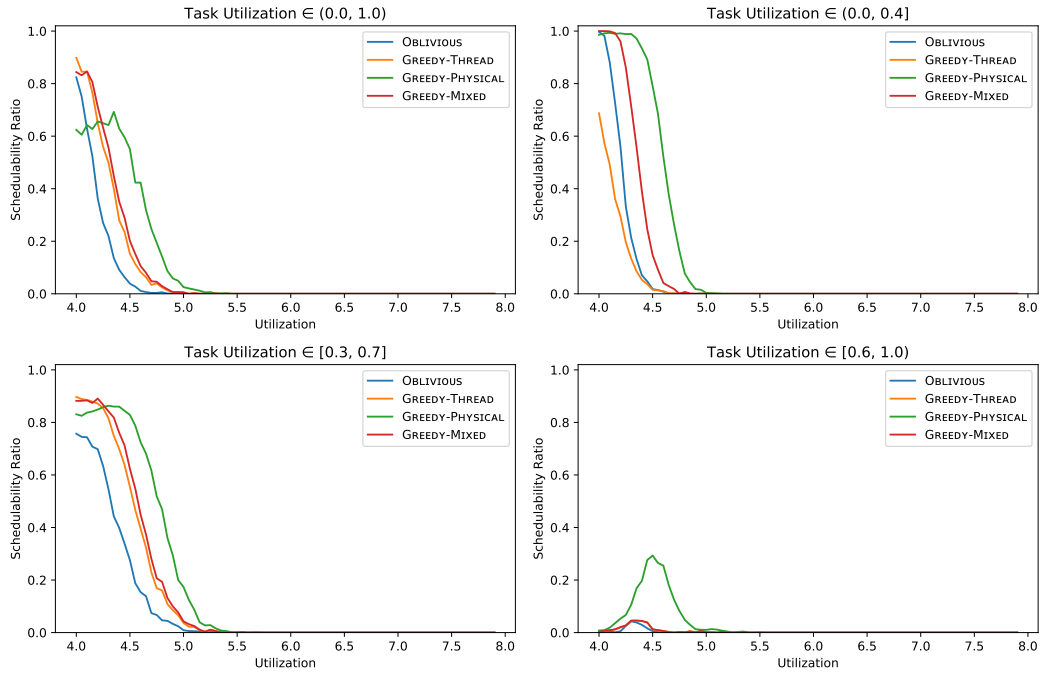 Task Utilization ∈ (0.0, 1.0)
Schedulability Ratio
1.0
0.8
0.6
0.4
0.2
0.0
4.0 4.5 5.0 5.5 6.0 6.5 7.0 7.5 8.0
Utilization
Oblivious
Greedy-Thread
Greedy-Physical
Greedy-Mixed
Task Utilization ∈ (0.0, 0.4]
Schedulability Ratio
1.0
0.8
0.6
0.4
0.2
0.0
4.0 4.5 5.0 5.5 6.0 6.5 7.0 7.5 8.0
Utilization
Oblivious
Greedy-Thread
Greedy-Physical
Greedy-Mixed
Task Utilization ∈ [0.3, 0.7]
Schedulability Ratio
1.0
0.8
0.6
0.4
0.2
0.0
4.0 4.5 5.0 5.5 6.0 6.5 7.0 7.5 8.0
Utilization
Oblivious
Greedy-Thread
Greedy-Physical
Greedy-Mixed
Task Utilization ∈ [0.6, 1.0)
Schedulability Ratio
1.0
0.8
0.6
0.4
0.2
0.0
4.0 4.5 5.0 5.5 6.0 6.5 7.0 7.5 8.0
Utilization
Oblivious
Greedy-Thread
Greedy-Physical
Greedy-Mixed